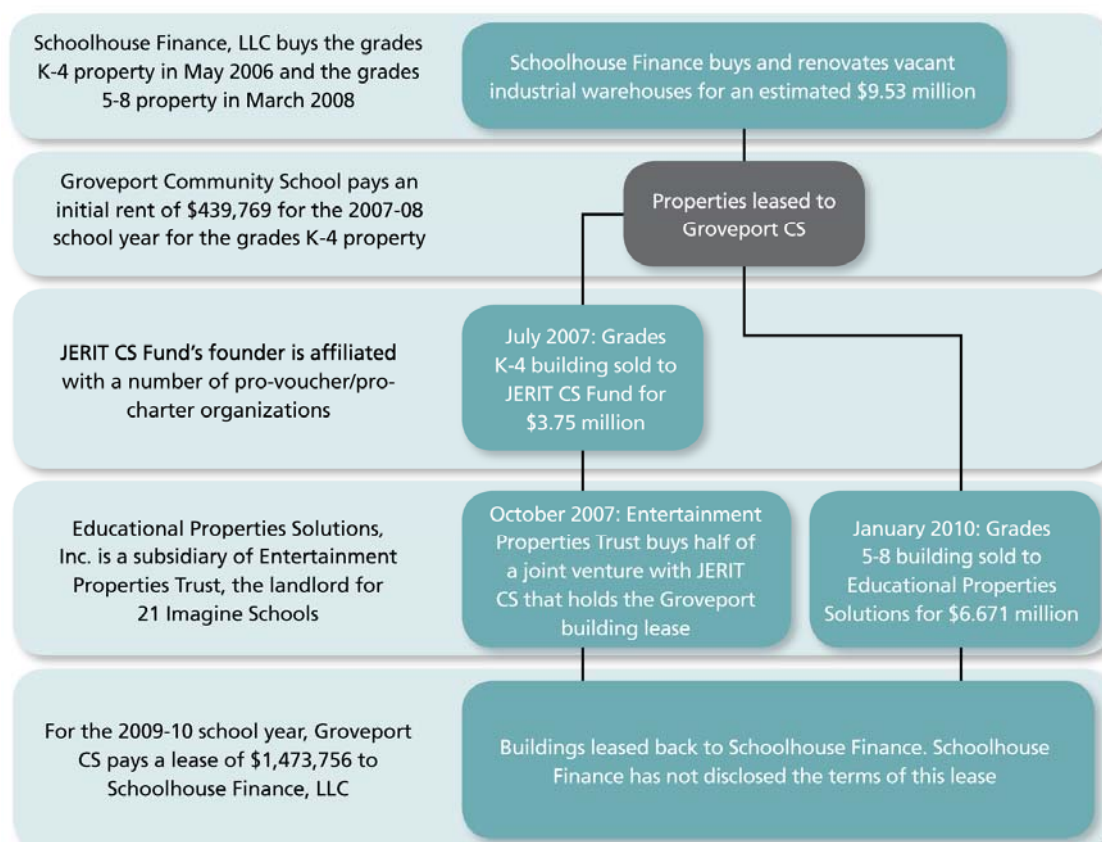 Schoolhouse Finance, LLC buys the grades
K-4 property in May 2006 and the grades
5-8 property in March 2008
Schoolhouse Finance buys and renovates vacant
industrial warehouses for an estimated $9.53 million
Groveport Community School pays an
initial rent of $439,769 for the 2007-08
school year for the grades K-4 property
Properties leased to
Groveport CS
JERIT CS Fund's founder is affiliated
with a number of pro-voucher/pro-
charter organizations
July 2007: Grades
K-4 building sold to
JERIT CS Fund for
$3.75 million
Educational Properties Solutions,
Inc. is a subsidiary of Entertainment
Properties Trust, the landlord for
21 Imagine Schools
October 2007: Entertainment
Properties Trust buys half of
a joint venture with JERIT
CS that holds the Groveport
building lease
January 2010: Grades
5-8 building sold to
Educational Properties
Solutions for $6.671 million
For the 2009-10 school year, Groveport
CS pays a lease of $1,473,756 to
Schoolhouse Finance, LLC
Buildings leased back to Schoolhouse Finance. Schoolhouse
Finance has not disclosed the terms of this lease